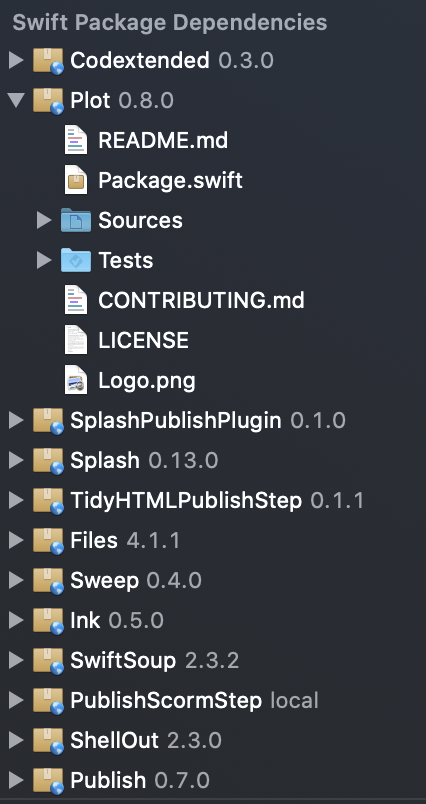 Swift Package Dependencies
Codextended 0.3.0
Plot 0.8.0
README.md
Package.swift
Sources
Tests
CONTRIBUTING.md
LICENSE
Logo.png
SplashPublishPlugin 0.1.0
Splash 0.13.0
TidyHTMLPublishStep 0.1.1
Files 4.1.1
Sweep 0.4.0
Ink 0.5.0
SwiftSoup 2.3.2
PublishScormStep local
ShellOut 2.3.0
Publish 0.7.0